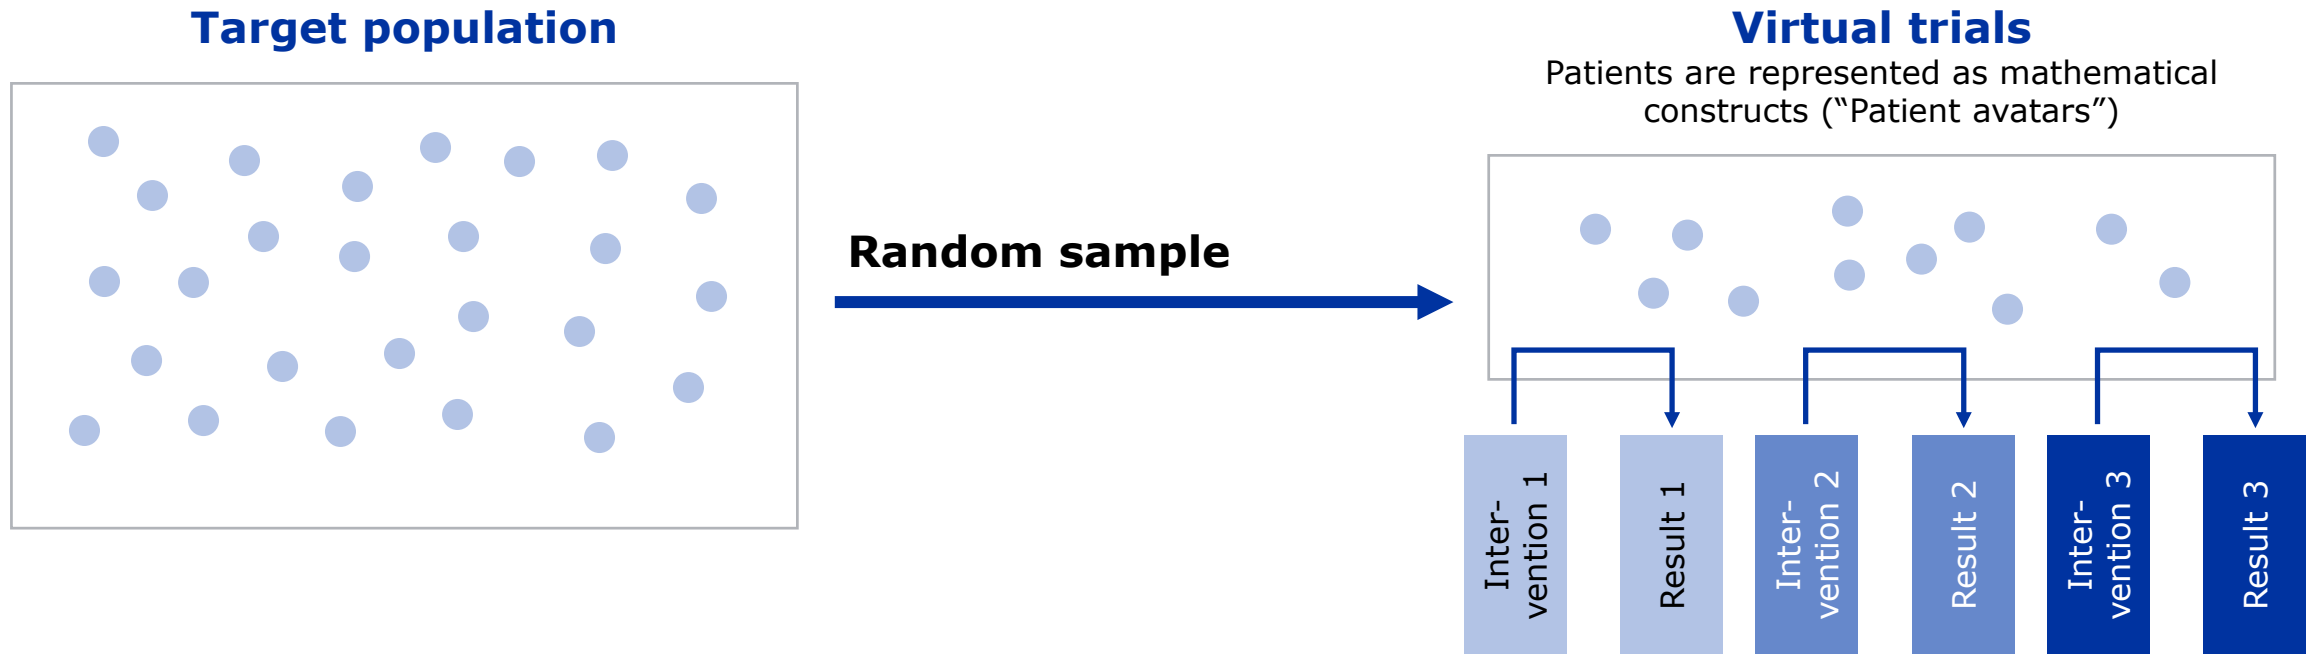 Target population
Virtual trials
Patients are represented as mathematical
constructs (“Patient avatars”)
Random sample
Inter-
vention 1
Result 1
Inter-
vention 2
Result 2
Inter-
vention 3
Result 3